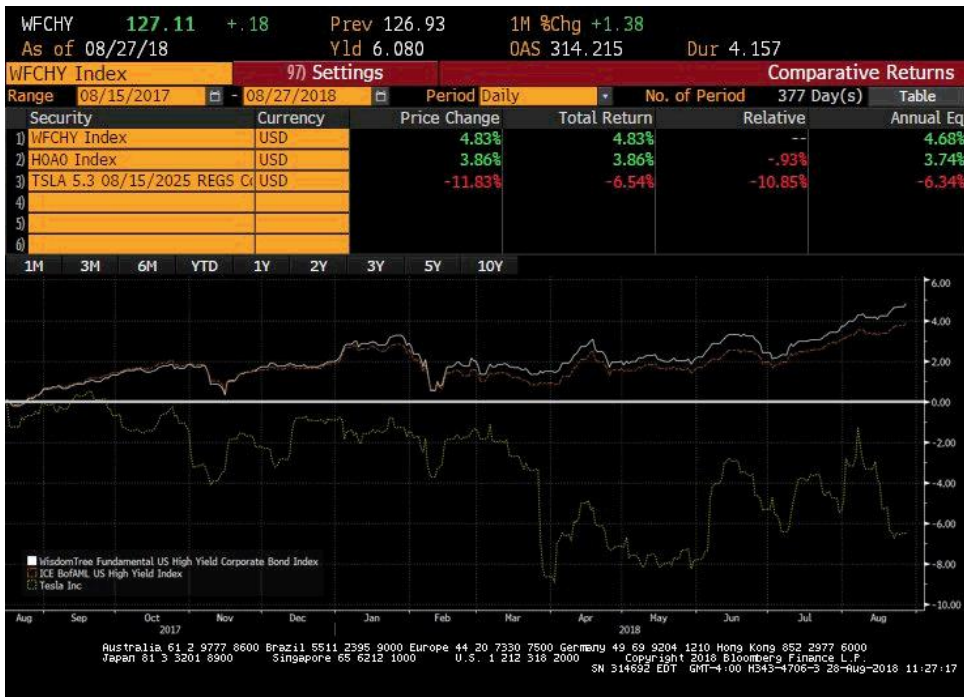 WFCHY 127.11 +.18 Prev 126.93 1M %Chg +1.38
As of 08/27/18 Yld 6.080 OAS 314.215 Dur 4.157
WFCHY Index 97) Settings Comparative Returns
Range 08/15/2017 - 08/27/2018 Period Daily No. of Period 377 Day(s) Table
Security Currency Price Change Total Return Relative Annual Eq
1) WFCHY Index USD 4.83% 4.83% -- 4.68%
2) H0A0 Index USD 3.86% 3.86% -.93% 3.74%
3) TSLA 5.3 08/15/2025 REGS Co USD -11.83% -6.54% -10.85% -6.34%
4)
5)
6)
1M 3M 6M YTD 1Y 2Y 3Y 5Y 10Y
6.00
4.00
2.00
0.00
-2.00
-4.00
-6.00
-8.00
-10.00
WisdomTree Fundamental US High Yield Corporate Bond Index
ICE BofAML US High Yield Index
Tesla Inc
Aug Sep Oct Nov Dec Jan Feb Mar Apr May Jun Jul Aug
2017 2018
Australia 61 2 9777 8600 Brazil 5511 2395 9000 Europe 44 20 7330 7500 Germany 49 69 9204 1210 Hong Kong 852 2977 6000
Japan 81 3 3201 8900 Singapore 65 6212 1000 U.S. 1 212 318 2000 Copyright 2018 Bloomberg Finance L.P.
SN 314692 EDT GMT-4:00 H343-4706-3 28-Aug-2018 11:27:17